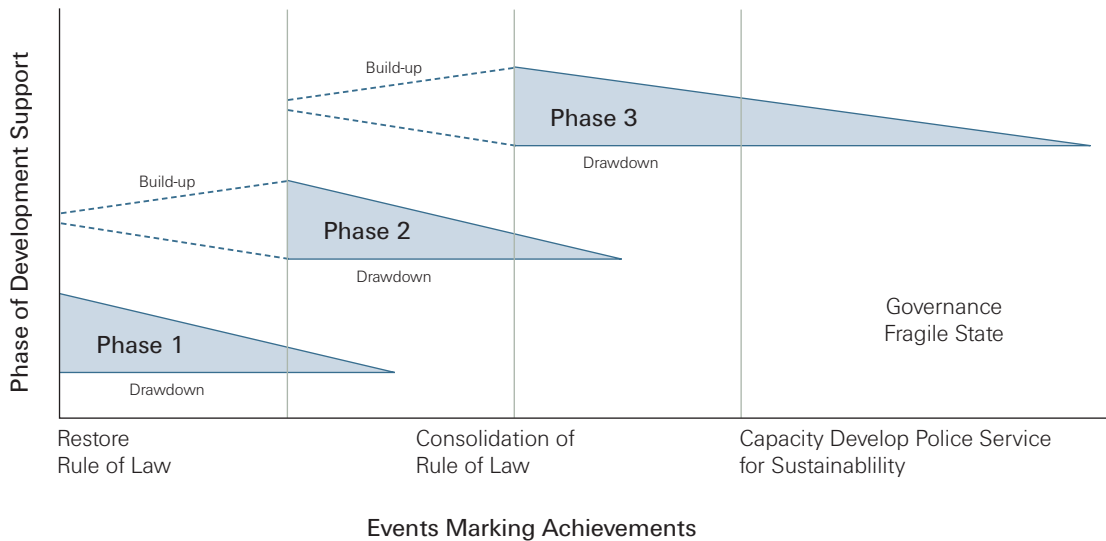 Phase of Development Support
Build-up
Phase 3
Drawdown
Build-up
Phase 2
Drawdown
Governance
Fragile State
Phase 1
Drawdown
Restore
Rule of Law
Consolidation of
Rule of Law
Capacity Develop Police Service
for Sustainablility
Events Marking Achievements